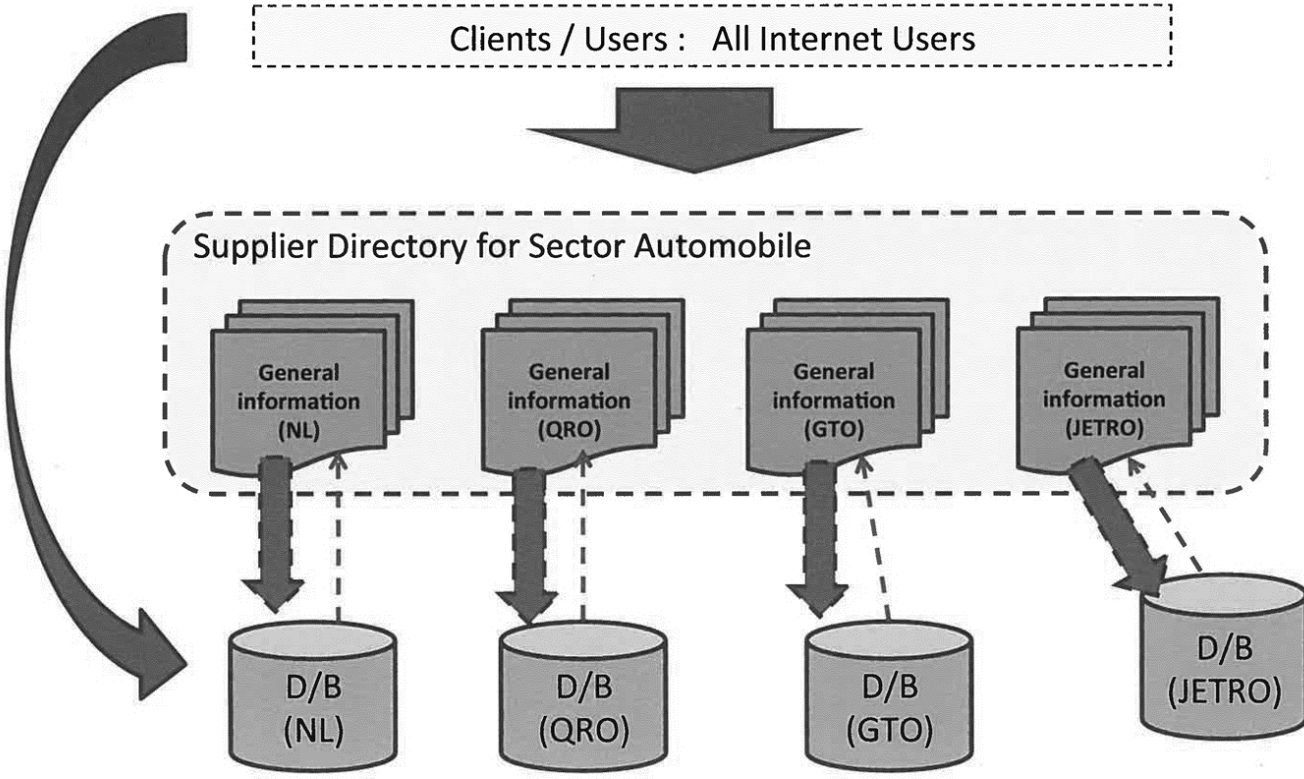 Clients / Users : All Internet Users
Supplier Directory for Sector Automobile
General
information
(NL)
General
information
(QRO)
General
information
(GTO)
General
information
(JETRO)
D/B
(NL)
D/B
(QRO)
D/B
(GTO)
D/B
(JETRO)